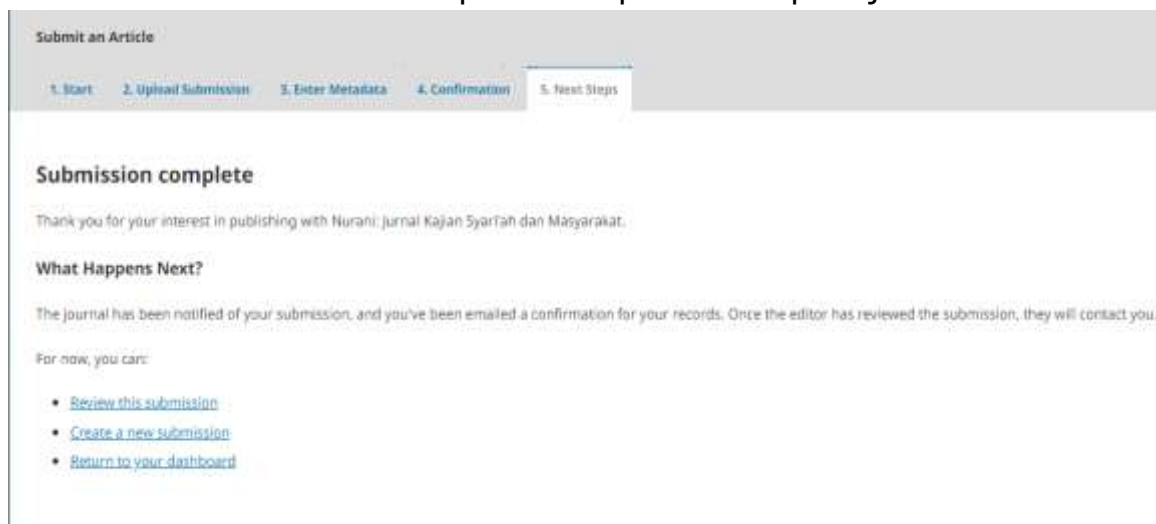 Submit an Article
1. Start 2. Upload Submission 3. Enter Metadata 4. Confirmation 5. Next Steps
Submission complete
Thank you for your interest in publishing with Nurani: Jurnal Kajian Syari'ah dan Masyarakat.
What Happens Next?
The journal has been notified of your submission, and you've been emailed a confirmation for your records. Once the editor has reviewed the submission, they will contact you.
For now, you can:
• Review this submission
• Create a new submission
• Return to your dashboard